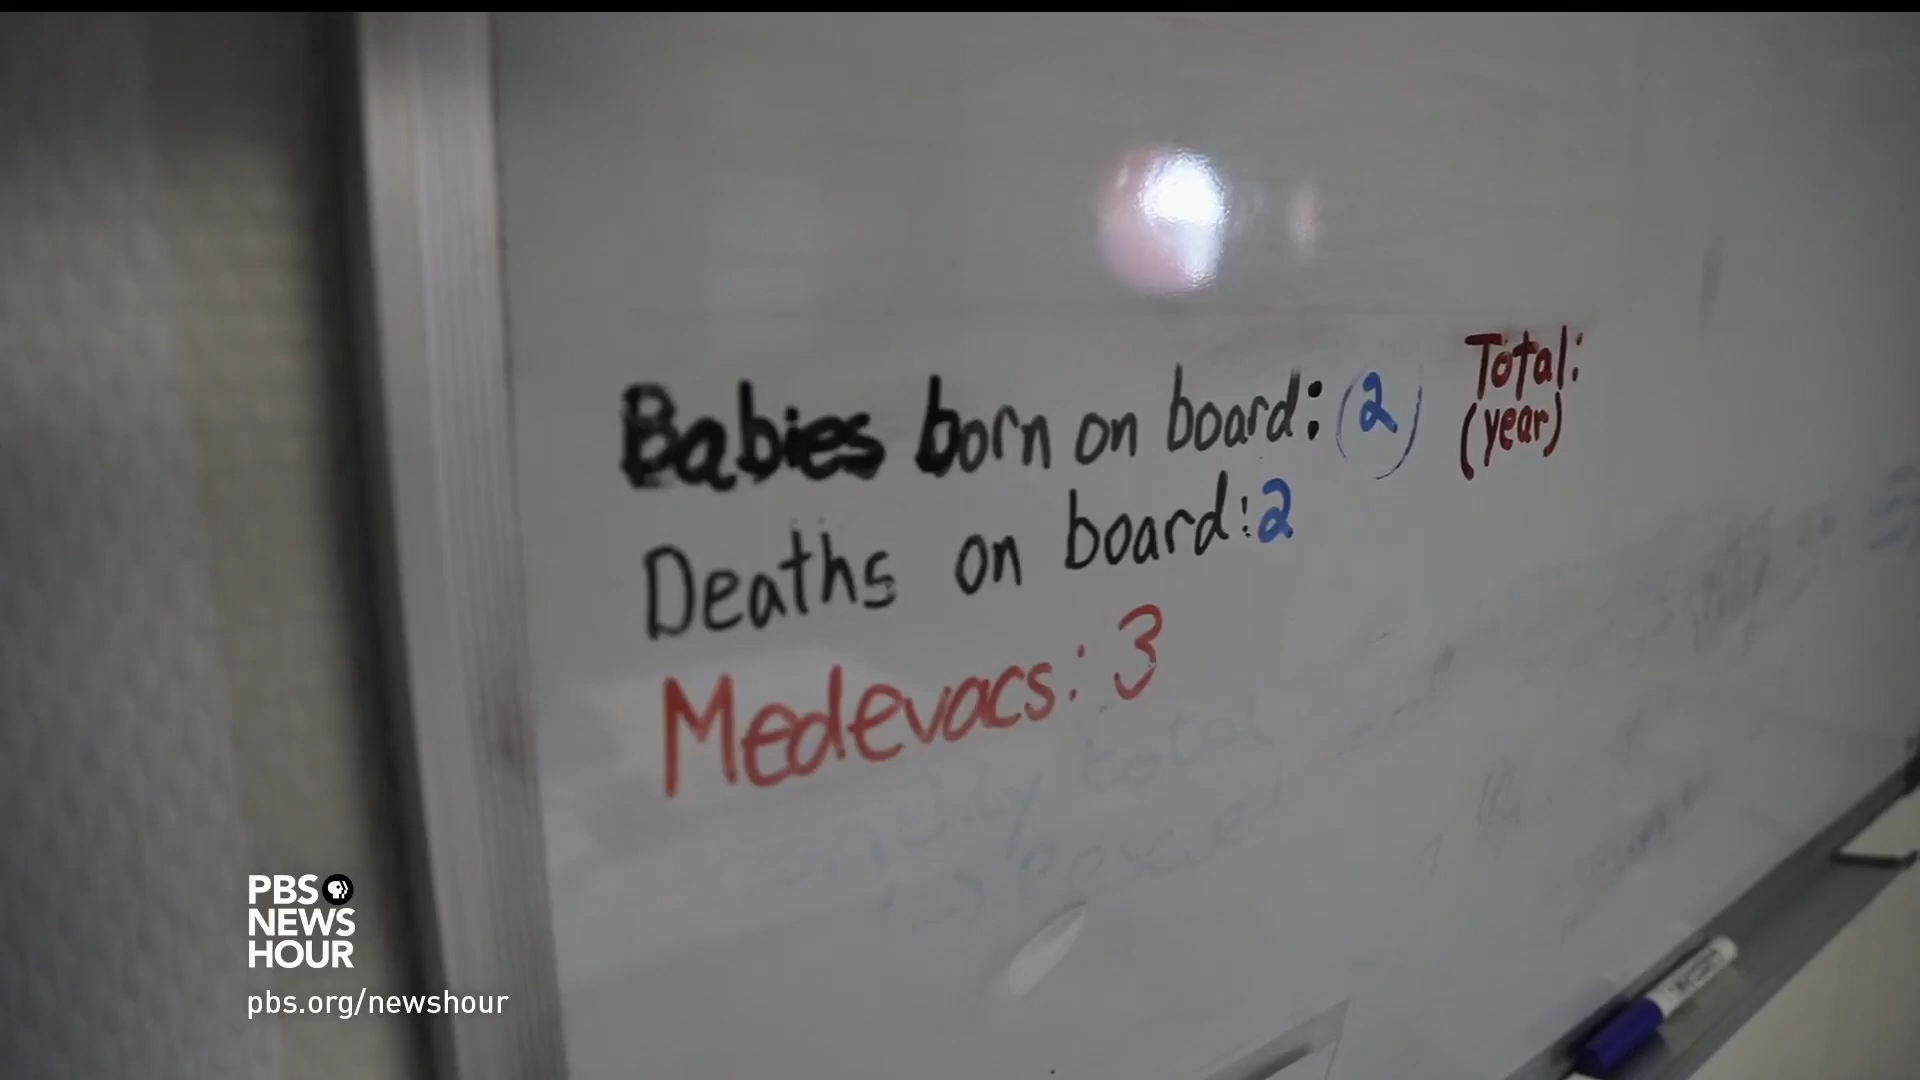 Babies born on board: (2)
Total:
(year)
Deaths on board: 2
Medevacs: 3
total
PBS
NEWS
HOUR
pbs.org/newshour